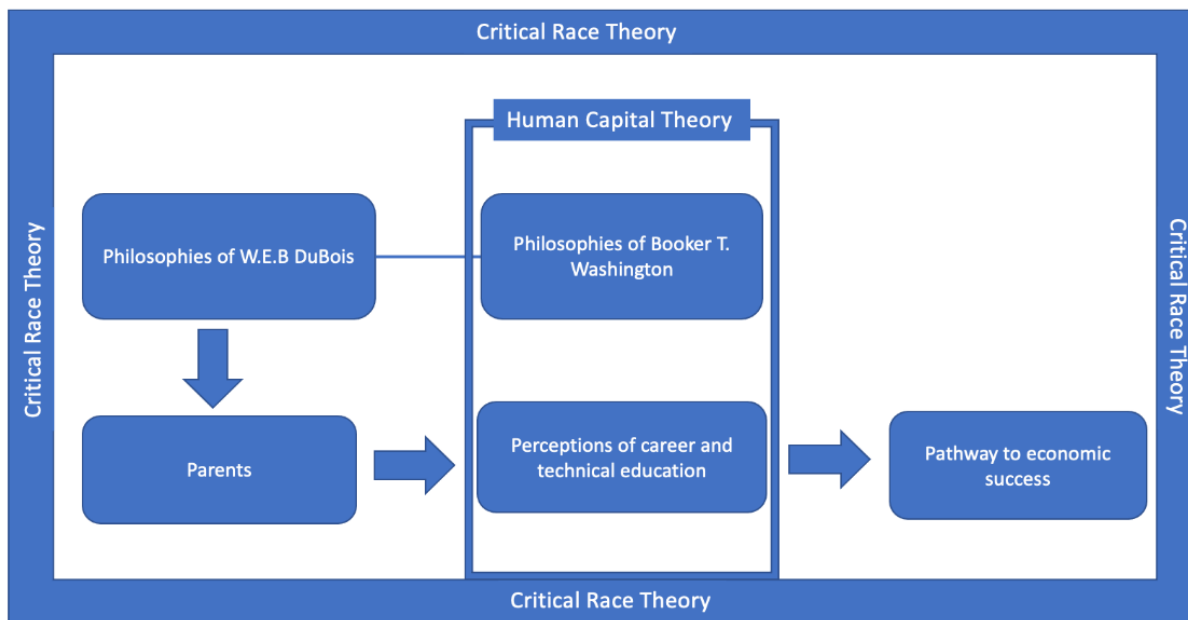 Critical Race Theory
Critical Race Theory
Human Capital Theory
Philosophies of W.E.B DuBois
Philosophies of Booker T.
Washington
Critical Race Theory
Parents
Perceptions of career and
technical education
Pathway to economic
success
Critical Race Theory